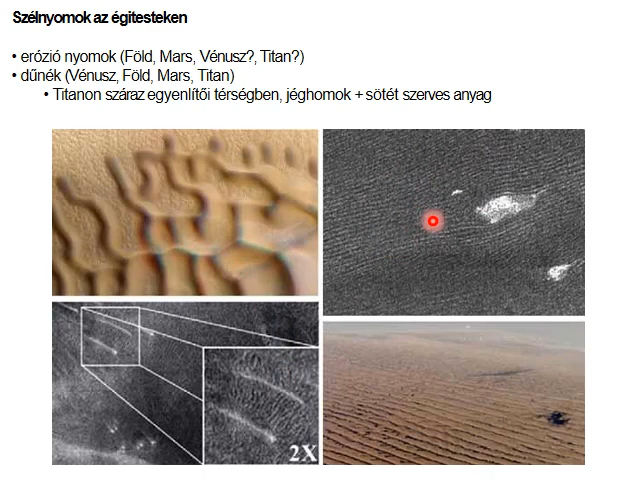 Szélnyomok az égitesteken
• erózió nyomok (Föld, Mars, Vénusz?, Titan?)
• dűnék (Vénusz, Föld, Mars, Titan)
• Titanon száraz egyenlítői térségben, jéghomok + sötét szerves anyag
2X